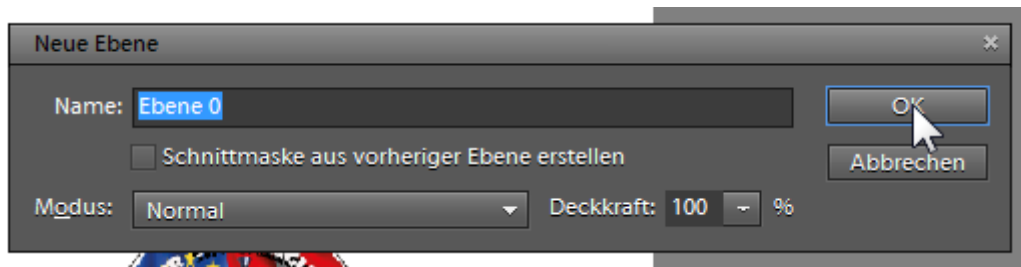 Neue Ebene
Name: Ebene 0 OK
Schnittmaske aus vorheriger Ebene erstellen Abbrechen
Modus: Normal Deckkraft: 100 %